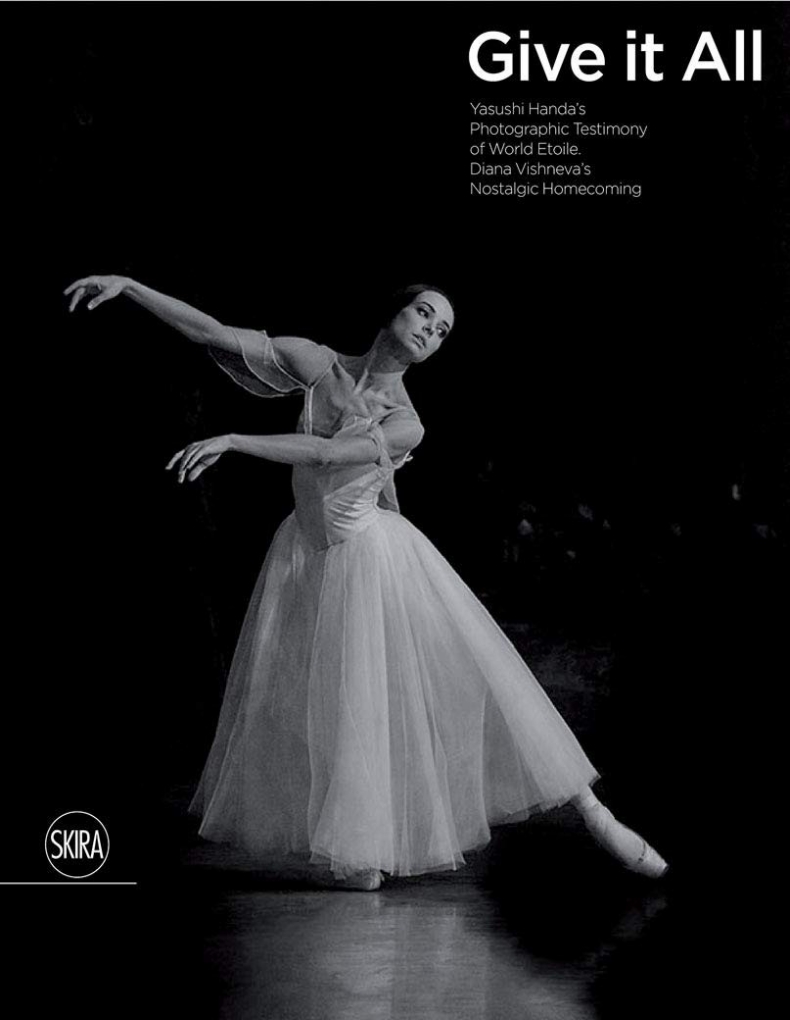 Give it All
Yasushi Handa's
Photographic Testimony
of World Etoile.
Diana Vishneva's
Nostalgic Homecoming
SKIRA